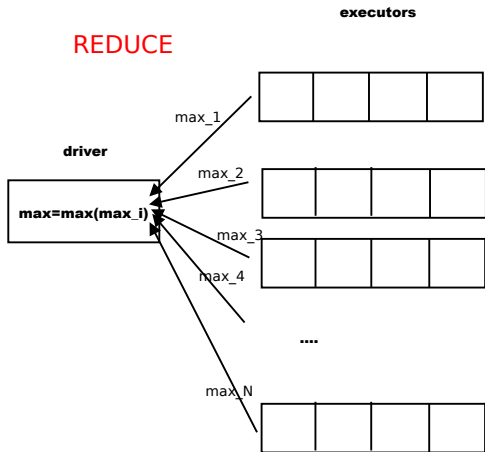 executors
REDUCE
max_1
driver
max_2
max=max(max_i)
max_3
max_4
....
max_N